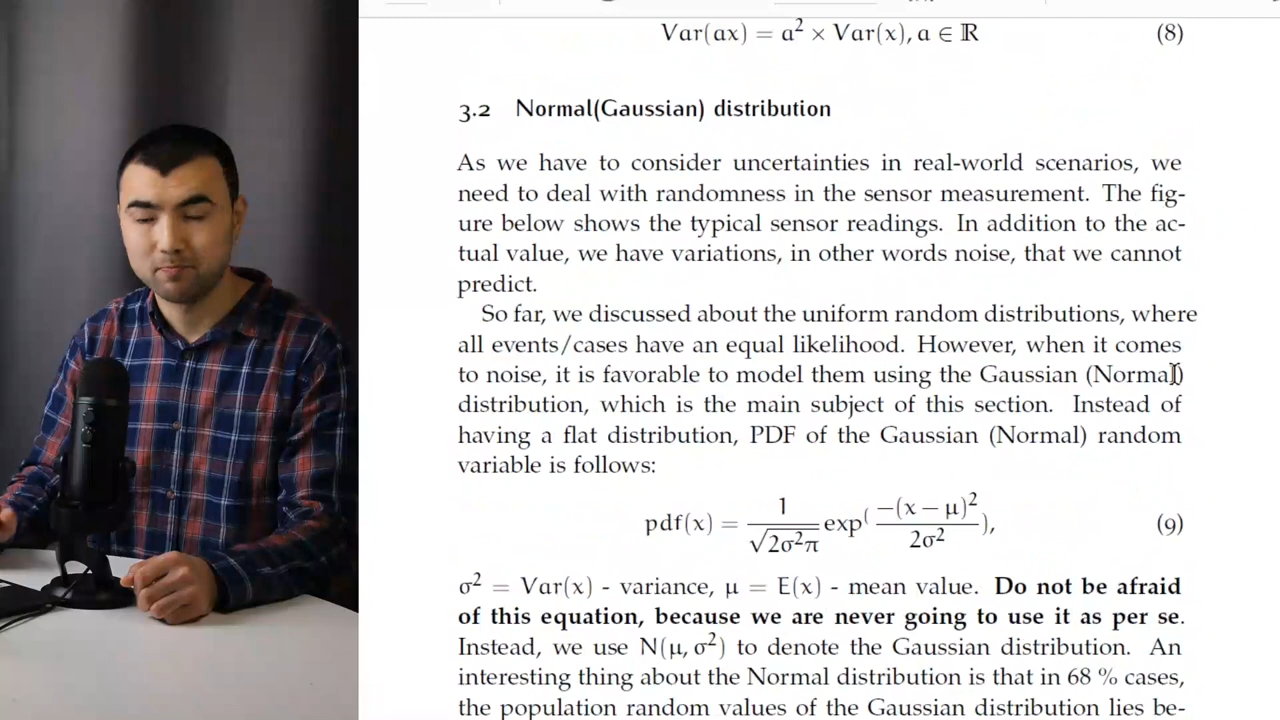 Var(ax) = a² × Var(x), a ∈ ℝ (8)
3.2 Normal(Gaussian) distribution
As we have to consider uncertainties in real-world scenarios, we
need to deal with randomness in the sensor measurement. The fig-
ure below shows the typical sensor readings. In addition to the ac-
tual value, we have variations, in other words noise, that we cannot
predict.
So far, we discussed about the uniform random distributions, where
all events/cases have an equal likelihood. However, when it comes
to noise, it is favorable to model them using the Gaussian (Normal)
distribution, which is the main subject of this section. Instead of
having a flat distribution, PDF of the Gaussian (Normal) random
variable is follows:
pdf(x) = 1/√(2σ²π) exp(−(x − μ)²/2σ²), (9)
σ² = Var(x) - variance, μ = E(x) - mean value. Do not be afraid
of this equation, because we are never going to use it as per se.
Instead, we use N(μ, σ²) to denote the Gaussian distribution. An
interesting thing about the Normal distribution is that in 68 % cases,
the population random values of the Gaussian distribution lies be-